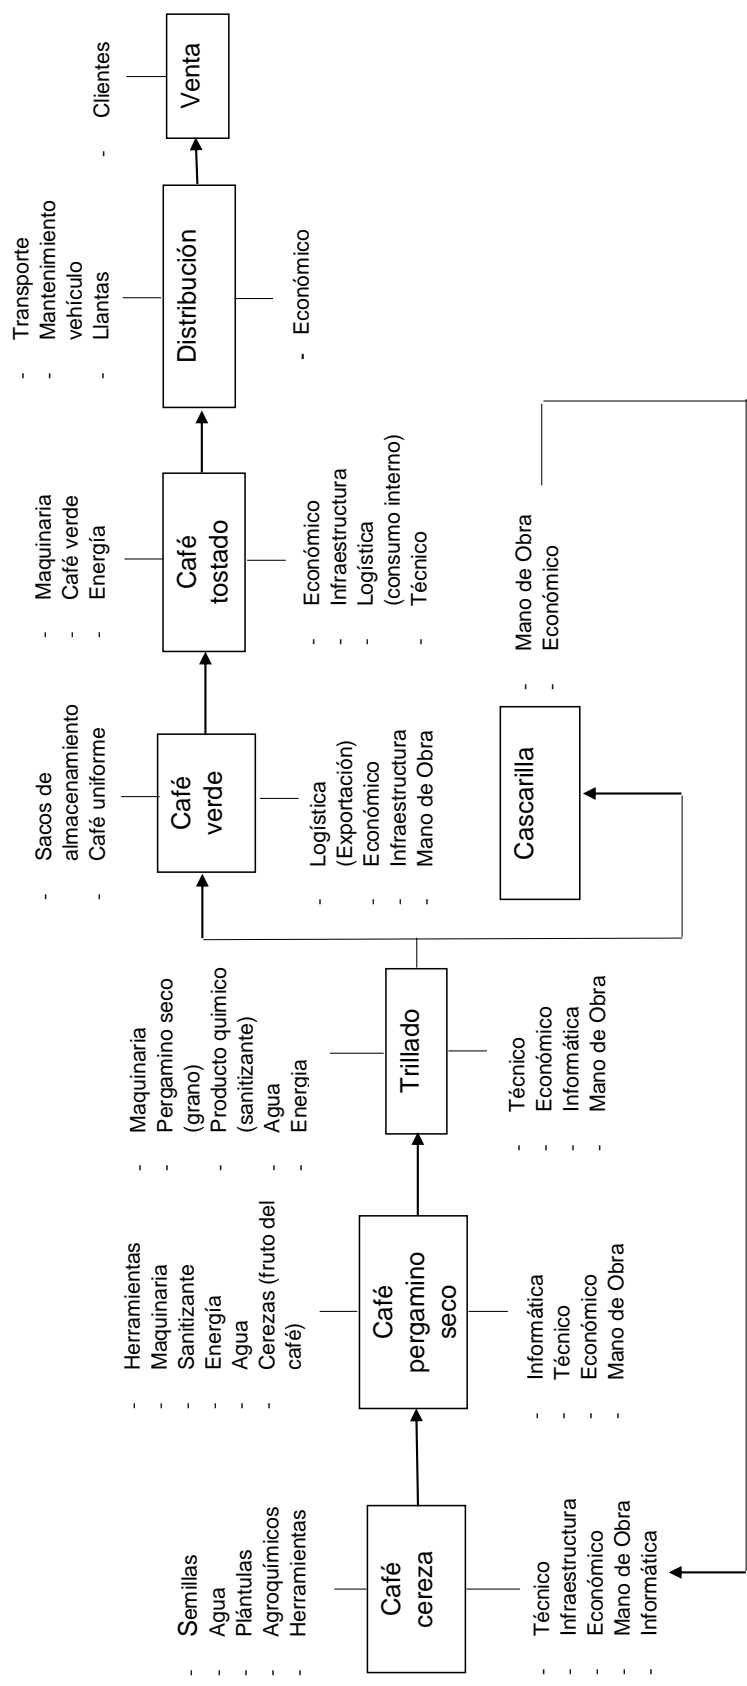 - Semillas
- Agua
- Plántulas
- Agroquímicos
- Herramientas
Café
cereza
- Técnico
- Infraestructura
- Económico
- Mano de Obra
- Informática
- Herramientas
- Maquinaria
- Sanitizante
- Energía
- Agua
- Cerezas (fruto del
café)
Café
pergamino
seco
- Informática
- Técnico
- Económico
- Mano de Obra
- Maquinaria
- Pergamino seco
(grano)
- Producto quimico
(sanitizante)
- Agua
- Energia
Trillado
- Técnico
- Económico
- Informática
- Mano de Obra
- Sacos de
almacenamiento
- Café uniforme
Café
verde
- Logística
(Exportación)
- Económico
- Infraestructura
- Mano de Obra
Cascarilla
- Mano de Obra
- Económico
- Maquinaria
- Café verde
- Energía
Café
tostado
- Económico
- Infraestructura
- Logística
(consumo interno)
- Técnico
- Transporte
- Mantenimiento
vehículo
- Llantas
Distribución
- Económico
- Clientes
Venta